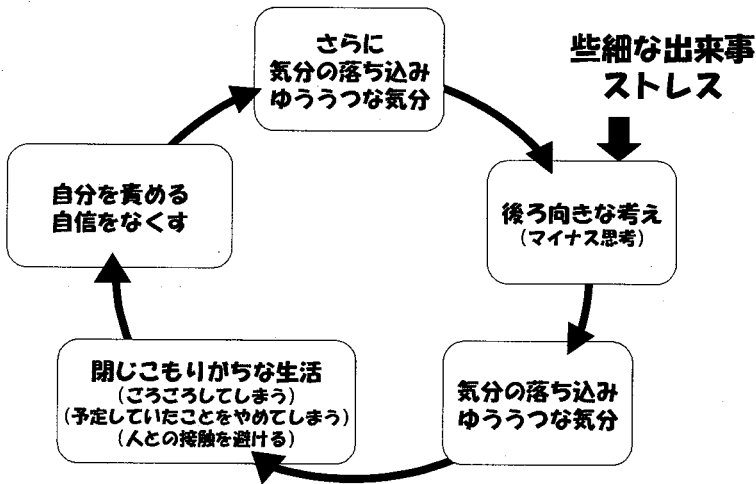 些細な出来事
ストレス
後ろ向きな考え
（マイナス思考）
気分の落ち込み
ゆううつな気分
閉じこもりがちな生活
（ごろごろしてしまう）
（予定していたことをやめてしまう）
（人との接触を避ける）
自分を責める
自信をなくす
さらに
気分の落ち込み
ゆううつな気分